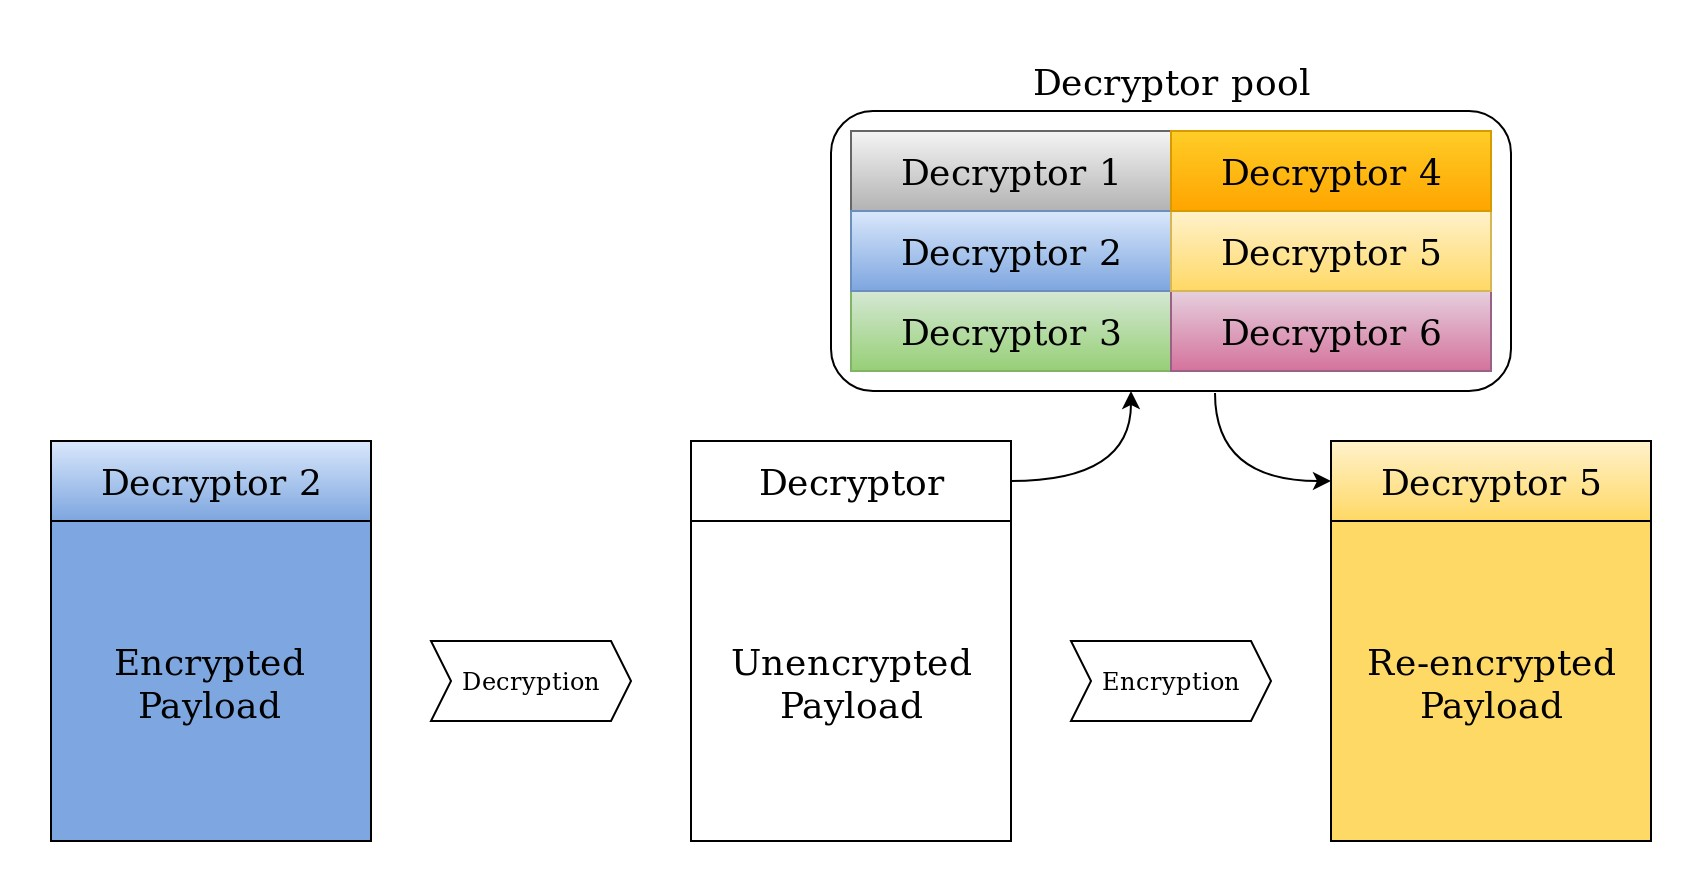 Decryptor pool
Decryptor 1
Decryptor 4
Decryptor 2
Decryptor 5
Decryptor 3
Decryptor 6
Decryptor 2
Encrypted
Payload
Decryption
Decryptor
Unencrypted
Payload
Encryption
Decryptor 5
Re-encrypted
Payload